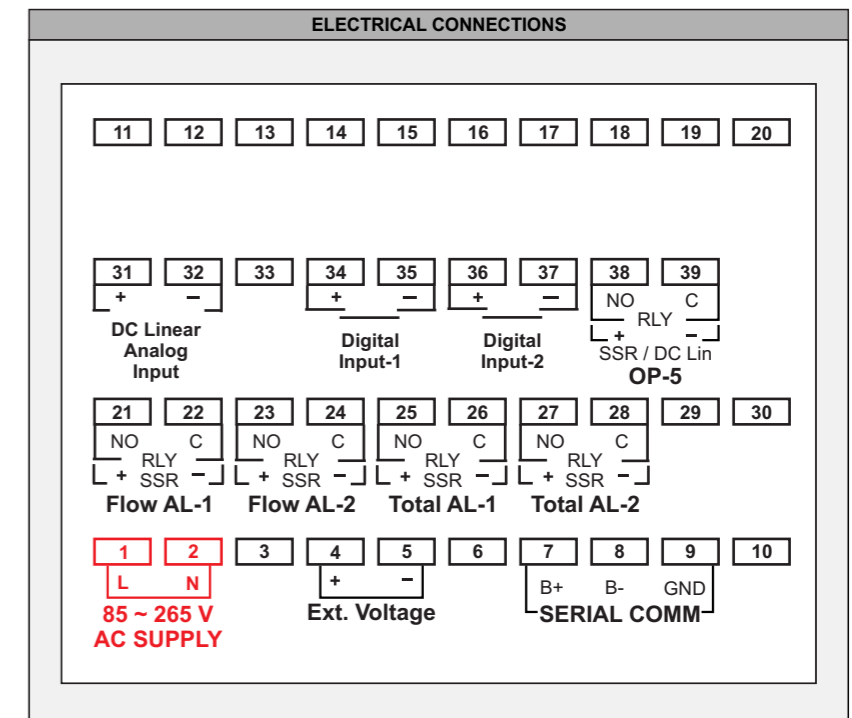 ELECTRICAL CONNECTIONS
11 12 13 14 15 16 17 18 19 20
31 32 33 34 35 36 37 38 39
+ – + – + – NO C
RLY
+ –
DC Linear
Analog
Input
Digital
Input-1
Digital
Input-2
SSR / DC Lin
OP-5
21 22 23 24 25 26 27 28 29 30
NO C NO C NO C NO C
RLY RLY RLY RLY
+ SSR – + SSR – + SSR – + SSR –
Flow AL-1 Flow AL-2 Total AL-1 Total AL-2
1 2 3 4 5 6 7 8 9 10
L N + – B+ B- GND
85 ~ 265 V
AC SUPPLY
Ext. Voltage
SERIAL COMM